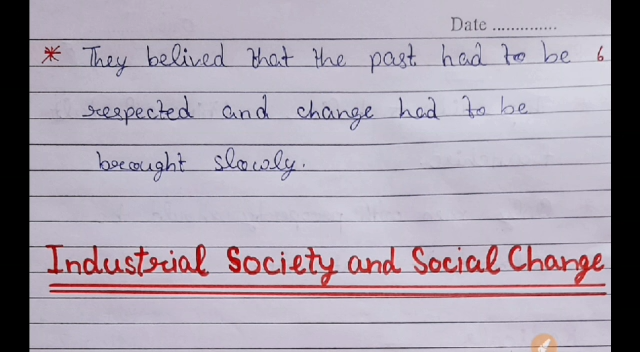 Date ..............
* They belived that the past had to be 6
respected and change had to be
brought slowly.
Industrial Society and Social Change